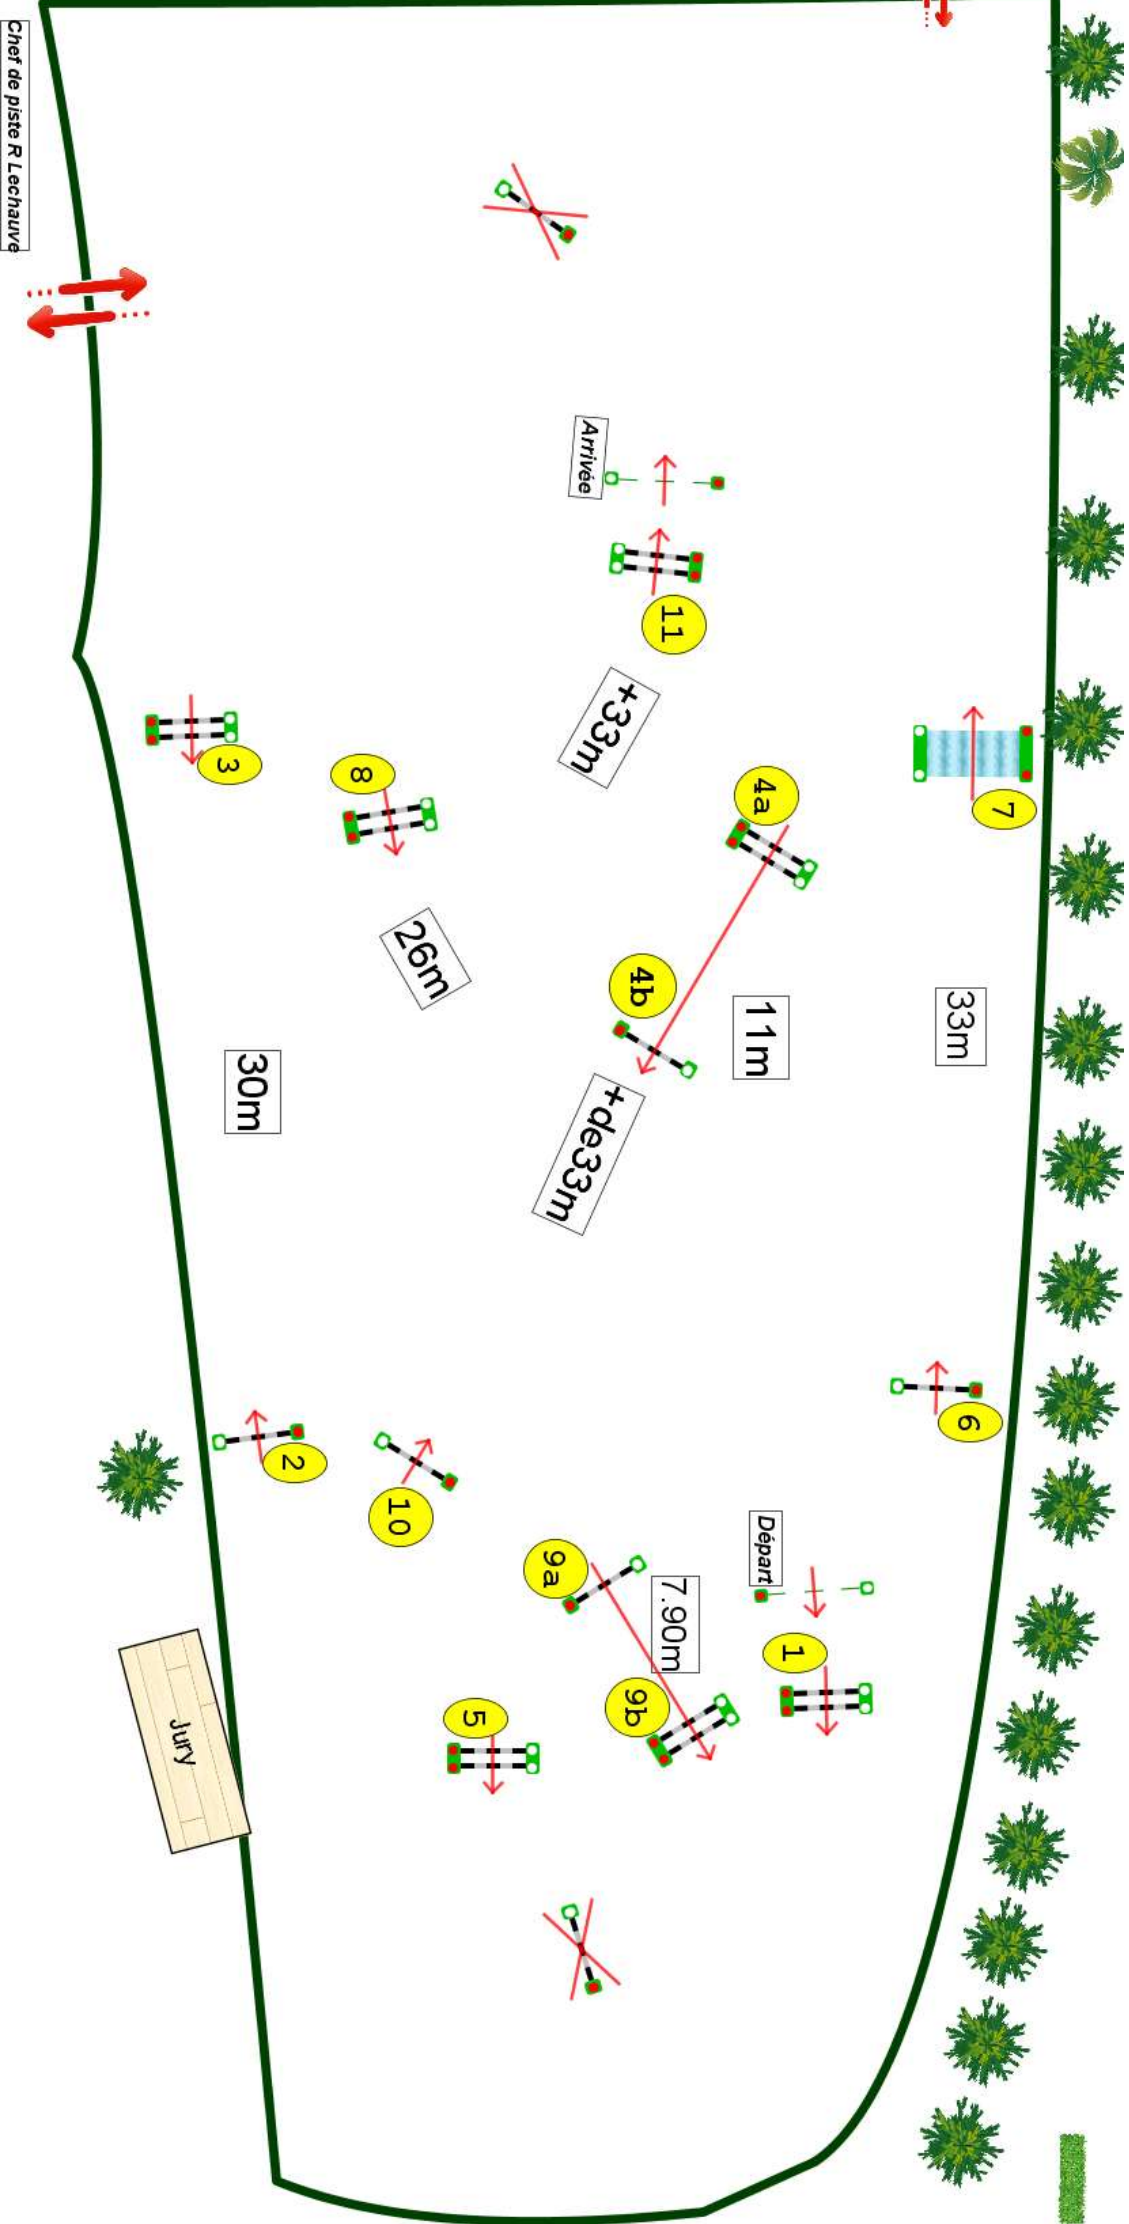 Chef de piste R Lechauve
Arrivée
11
+33m
3
8
4a
7
26m
4b
11m
33m
30m
+de33m
6
2
10
Départ
9a
7.90m
1
9b
5
Jury